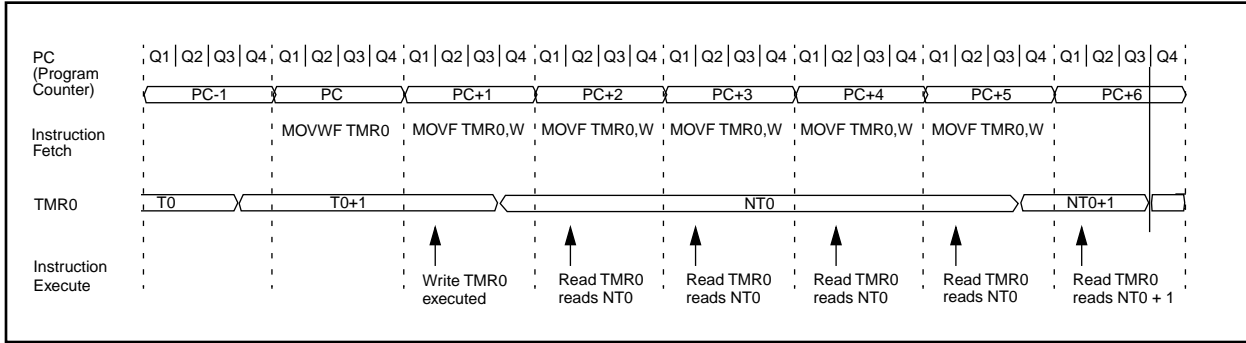 PC
(Program
Counter)
Q1 Q2 Q3 Q4 Q1 Q2 Q3 Q4 Q1 Q2 Q3 Q4 Q1 Q2 Q3 Q4 Q1 Q2 Q3 Q4 Q1 Q2 Q3 Q4 Q1 Q2 Q3 Q4 Q1 Q2 Q3 Q4
PC-1 PC PC+1 PC+2 PC+3 PC+4 PC+5 PC+6
Instruction
Fetch
MOVWF TMR0 MOVF TMR0,W MOVF TMR0,W MOVF TMR0,W MOVF TMR0,W MOVF TMR0,W
TMR0
T0 T0+1 NT0 NT0+1
Instruction
Execute
Write TMR0
executed
Read TMR0
reads NT0
Read TMR0
reads NT0
Read TMR0
reads NT0
Read TMR0
reads NT0
Read TMR0
reads NT0 + 1